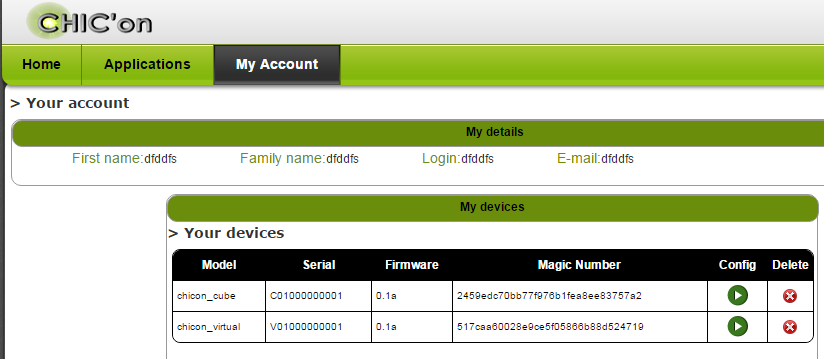 CHIC'on
Home Applications My Account
> Your account
My details
First name:dfddfs Family name:dfddfs Login:dfddfs E-mail:dfddfs
My devices
> Your devices
Model Serial Firmware Magic Number Config Delete
chicon_cube C01000000001 0.1a 2459edc70bb77f976b1fea8ee83757a2
chicon_virtual V01000000001 0.1a 517caa60028e9ce5f05866b88d524719